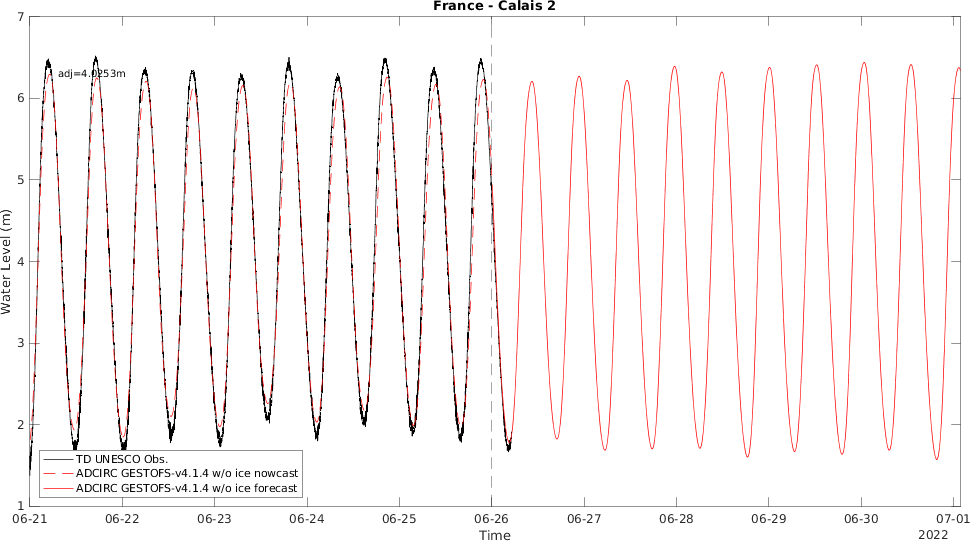 France - Calais 2
adj=4.0253m
7
6
5
4
3
2
1
Water Level (m)
TD UNESCO Obs.
ADCIRC GESTOFS-v4.1.4 w/o ice nowcast
ADCIRC GESTOFS-v4.1.4 w/o ice forecast
06-21 06-22 06-23 06-24 06-25 06-26 06-27 06-28 06-29 06-30 07-01
Time
2022